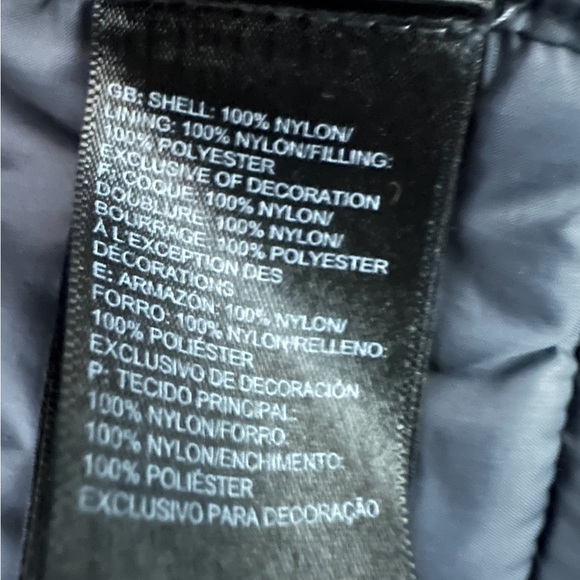 GB: SHELL: 100% NYLON/
LINING: 100% NYLON/FILLING:
100% POLYESTER
EXCLUSIVE OF DECORATION
F: COQUE: 100% NYLON/
DOUBLURE: 100% NYLON/
BOURRAGE: 100% POLYESTER
À L'EXCEPTION DES
DÉCORATIONS
E: ARMAZÓN: 100% NYLON/
FORRO: 100% NYLON/RELLENO:
100% POLIÉSTER
EXCLUSIVO DE DECORACIÓN
P: TECIDO PRINCIPAL:
100% NYLON/FORRO:
100% NYLON/ENCHIMENTO:
100% POLIÉSTER
EXCLUSIVO PARA DECORAÇÃO